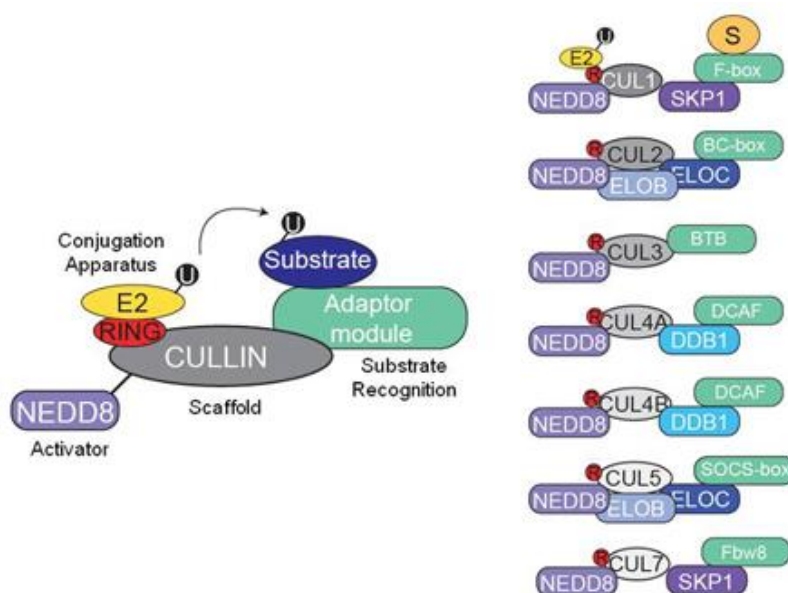 Conjugation
Apparatus
U
E2
RING
CULLIN
Scaffold
NEDD8
Activator
U
Substrate
Adaptor
module
Substrate
Recognition
U
E2
R
CUL1
NEDD8
SKP1
F-box
S
R
CUL2
NEDD8
ELOB
ELOC
BC-box
R
CUL3
NEDD8
BTB
R
CUL4A
NEDD8
DDB1
DCAF
R
CUL4B
NEDD8
DDB1
DCAF
R
CUL5
NEDD8
ELOB
ELOC
SOCS-box
R
CUL7
NEDD8
SKP1
Fbw8